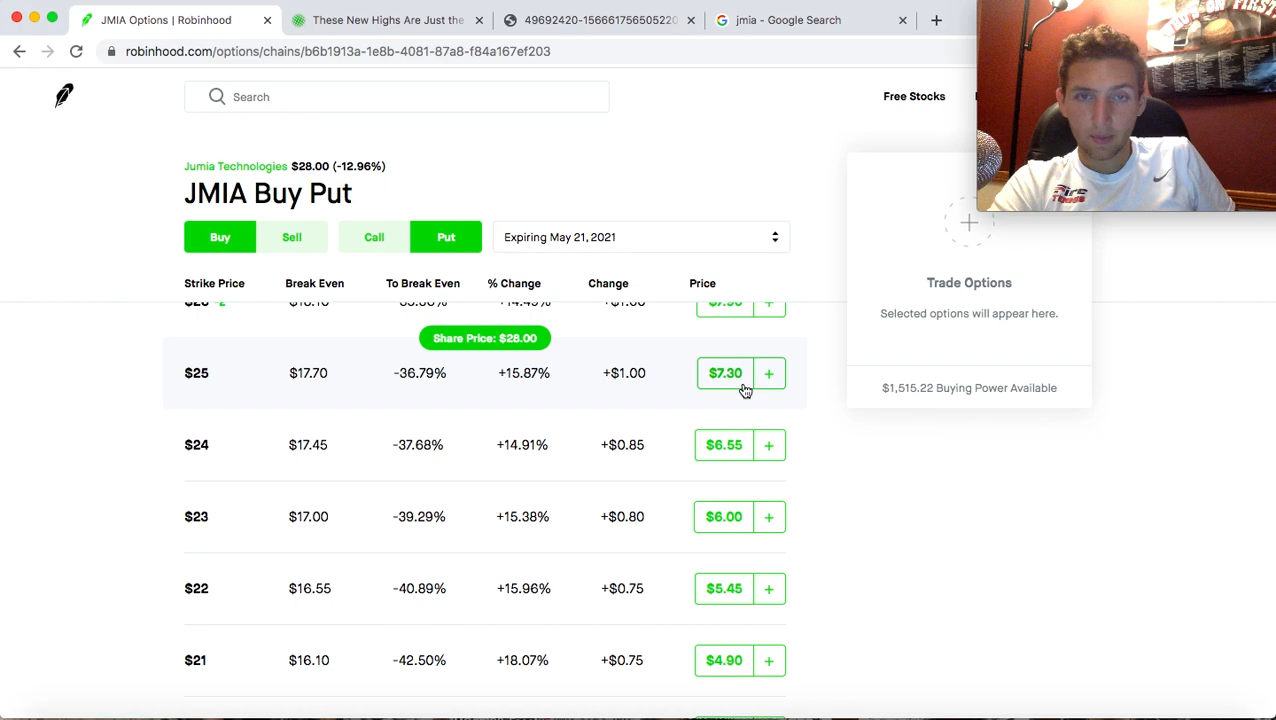 JMIA Options | Robinhood
These New Highs Are Just the
49692420-156661756505220
jmia - Google Search
robinhood.com/options/chains/b6b1913a-1e8b-4081-87a8-f84a167ef203
Search
Free Stocks
Jumia Technologies $28.00 (-12.96%)
JMIA Buy Put
Buy Sell Call Put Expiring May 21, 2021
Strike Price Break Even To Break Even % Change Change Price
Share Price: $28.00
$25 $17.70 -36.79% +15.87% +$1.00 $7.30 +
$24 $17.45 -37.68% +14.91% +$0.85 $6.55 +
$23 $17.00 -39.29% +15.38% +$0.80 $6.00 +
$22 $16.55 -40.89% +15.96% +$0.75 $5.45 +
$21 $16.10 -42.50% +18.07% +$0.75 $4.90 +
Trade Options
Selected options will appear here.
$1,515.22 Buying Power Available